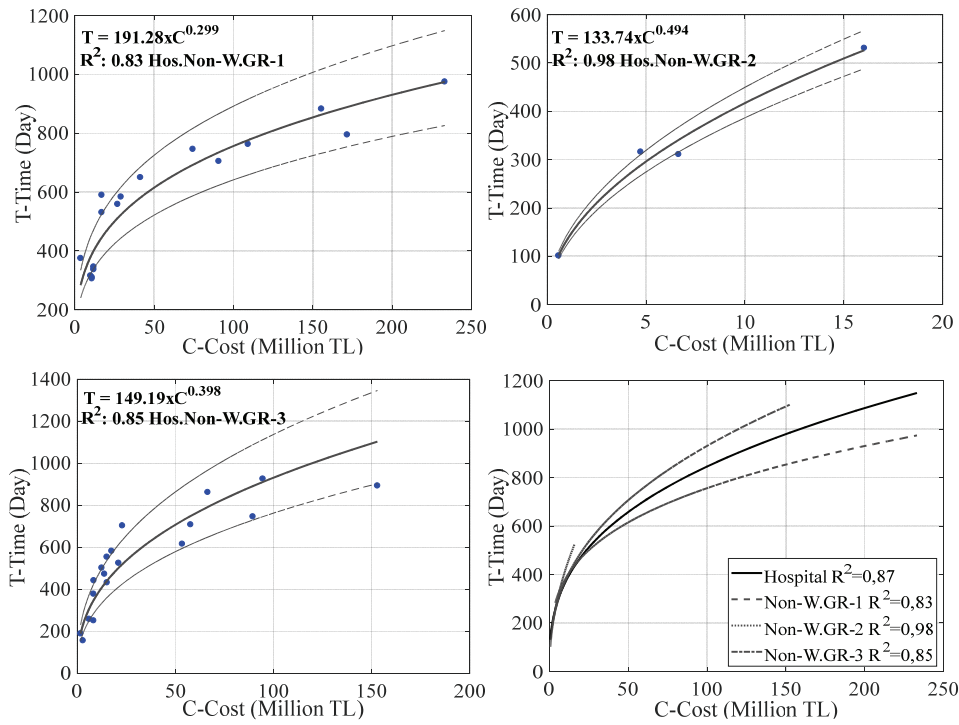 T = 191.28xC^0.299
R²: 0.83 Hos.Non-W.GR-1
1200
1000
800
600
400
200
0
50
100
150
200
250
T-Time (Day)
C-Cost (Million TL)
T = 133.74xC^0.494
R²: 0.98 Hos.Non-W.GR-2
600
500
400
300
200
100
0
0
5
10
15
20
T-Time (Day)
C-Cost (Million TL)
T = 149.19xC^0.398
R²: 0.85 Hos.Non-W.GR-3
1400
1200
1000
800
600
400
200
0
0
50
100
150
200
T-Time (Day)
C-Cost (Million TL)
1200
1000
800
600
400
200
0
0
50
100
150
200
250
T-Time (Day)
C-Cost (Million TL)
Hospital R²=0,87
Non-W.GR-1 R²=0,83
Non-W.GR-2 R²=0,98
Non-W.GR-3 R²=0,85